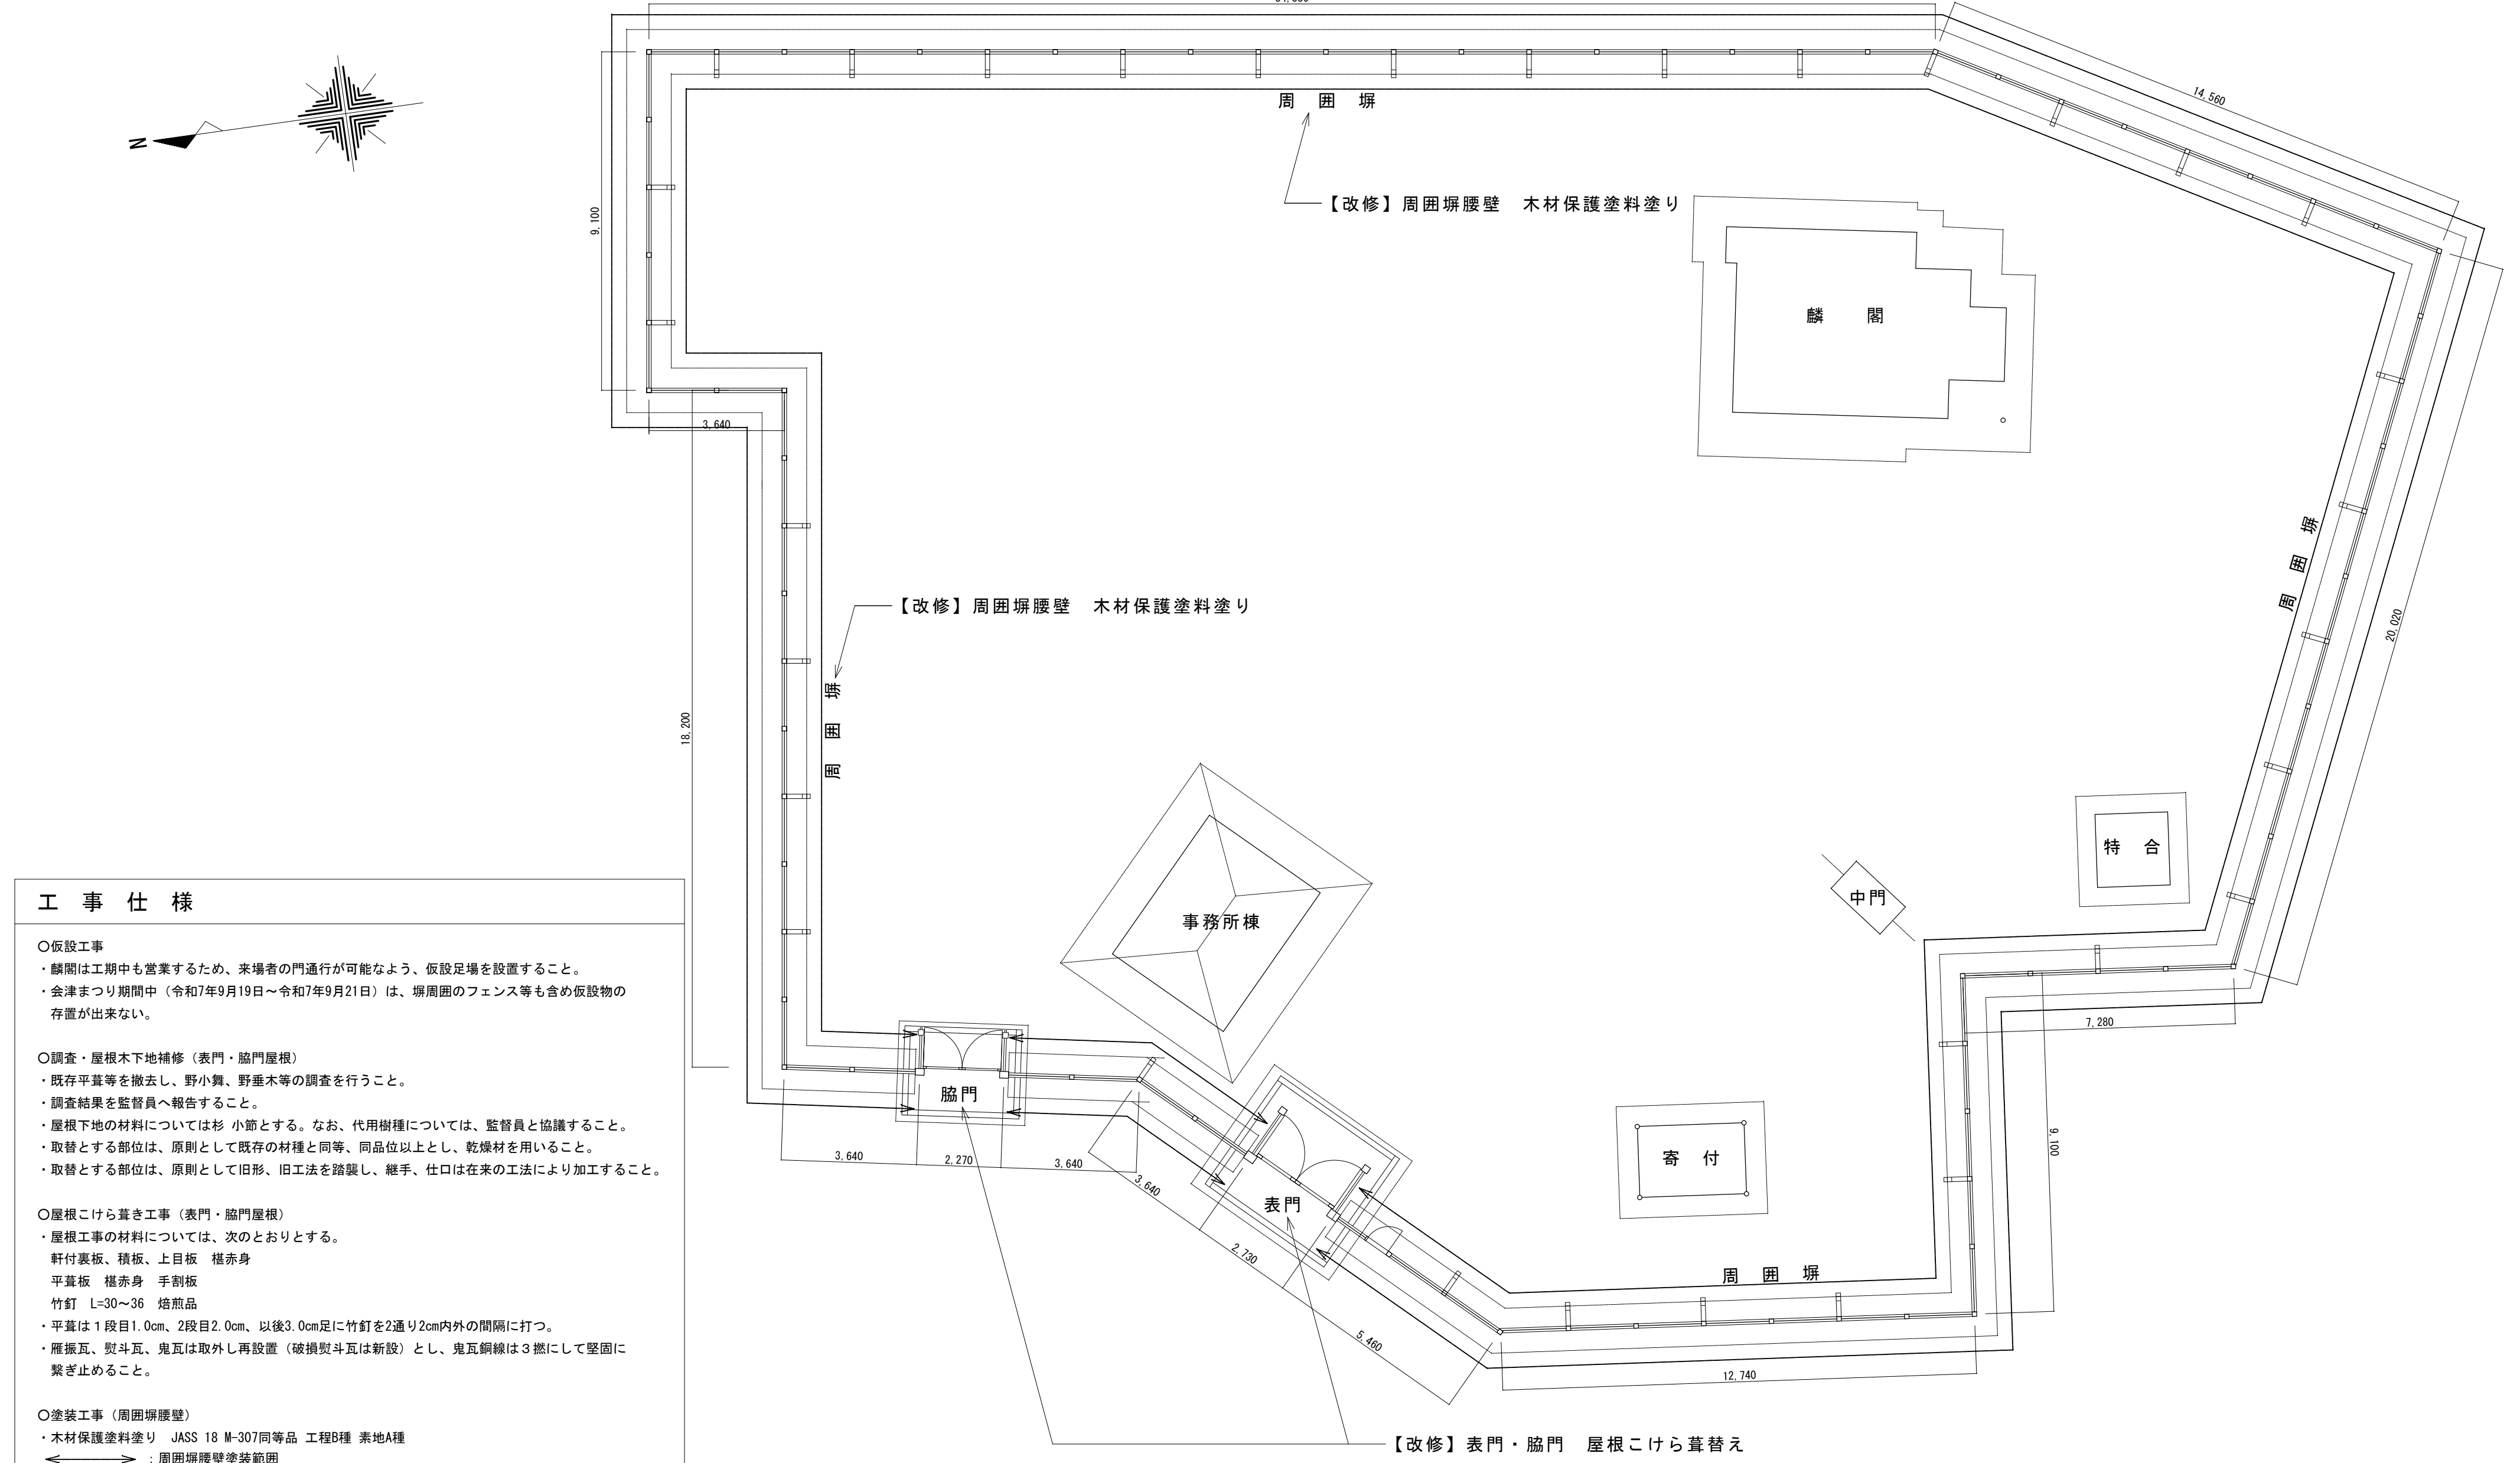 N
14,560
周囲塀
【改修】周囲塀腰壁　木材保護塗料塗り
9,100
麟　閣
3,640
周囲塀
20,020
【改修】周囲塀腰壁　木材保護塗料塗り
周囲塀
18,200
特合
中門
事務所棟
7,280
脇門
9,100
寄付
3,640
2,270
3,640
3,640
表門
2,730
周囲塀
5,460
12,740
【改修】表門・脇門　屋根こけら葺替え
工事仕様
〇仮設工事
・麟閣は工期中も営業するため、来場者の門通行が可能なよう、仮設足場を設置すること。
・会津まつり期間中（令和7年9月19日～令和7年9月21日）は、塀周囲のフェンス等も含め仮設物の
存置が出来ない。
〇調査・屋根木下地補修（表門・脇門屋根）
・既存平葺等を撤去し、野小舞、野垂木等の調査を行うこと。
・調査結果を監督員へ報告すること。
・屋根下地の材料については杉 小節とする。なお、代用樹種については、監督員と協議すること。
・取替とする部位は、原則として既存の材種と同等、同品位以上とし、乾燥材を用いること。
・取替とする部位は、原則として旧形、旧工法を踏襲し、継手、仕口は在来の工法により加工すること。
〇屋根こけら葺き工事（表門・脇門屋根）
・屋根工事の材料については、次のとおりとする。
軒付裏板、積板、上目板　椹赤身
平葺板　椹赤身　手割板
竹釘　L=30～36　焙煎品
・平葺は１段目1.0cm、2段目2.0cm、以後3.0cm足に竹釘を2通り2cm内外の間隔に打つ。
・雁振瓦、熨斗瓦、鬼瓦は取外し再設置（破損熨斗瓦は新設）とし、鬼瓦銅線は３撚にして堅固に
繋ぎ止めること。
〇塗装工事（周囲塀腰壁）
・木材保護塗料塗り　JASS 18 M-307同等品 工程B種 素地A種
：周囲塀腰壁塗装範囲